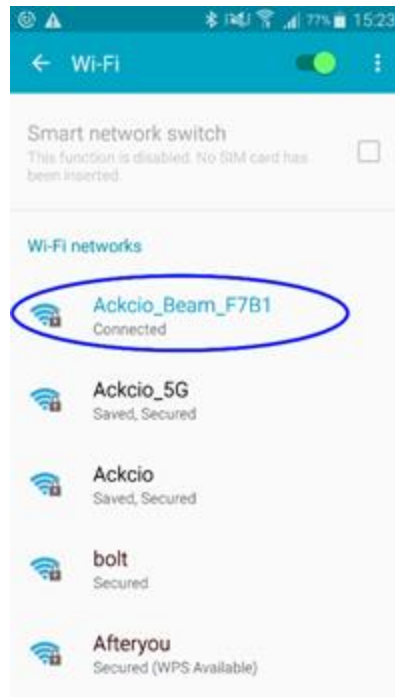 77% 15:23
Wi-Fi
Smart network switch
This function is disabled. No SIM card has
been inserted.
Wi-Fi networks
Ackcio_Beam_F7B1
Connected
Ackcio_5G
Saved, Secured
Ackcio
Saved, Secured
bolt
Secured
Afteryou
Secured (WPS Available)